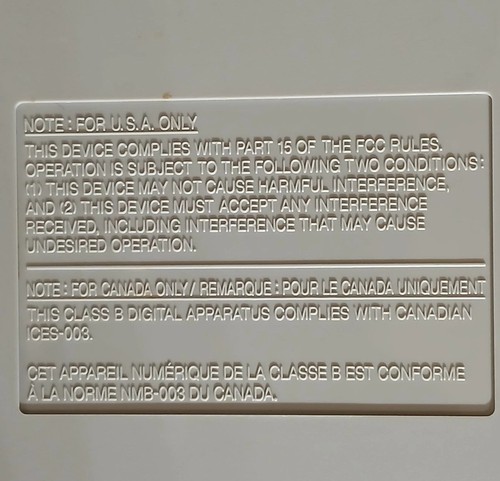 NOTE : FOR U.S.A. ONLY
THIS DEVICE COMPLIES WITH PART 15 OF THE FCC RULES.
OPERATION IS SUBJECT TO THE FOLLOWING TWO CONDITIONS :
(1) THIS DEVICE MAY NOT CAUSE HARMFUL INTERFERENCE,
AND (2) THIS DEVICE MUST ACCEPT ANY INTERFERENCE
RECEIVED, INCLUDING INTERFERENCE THAT MAY CAUSE
UNDESIRED OPERATION.
NOTE : FOR CANADA ONLY / REMARQUE : POUR LE CANADA UNIQUEMENT
THIS CLASS B DIGITAL APPARATUS COMPLIES WITH CANADIAN
ICES-003.
CET APPAREIL NUMÉRIQUE DE LA CLASSE B EST CONFORME
À LA NORME NMB-003 DU CANADA.